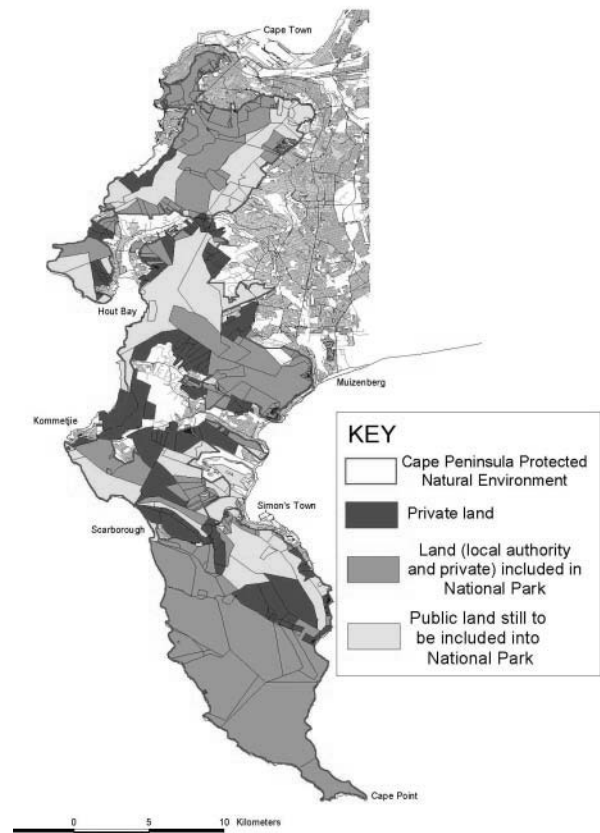 Cape Town
Hout Bay
Muizenberg
Kommetjie
KEY
Cape Peninsula Protected
Natural Environment
Private land
Simon's Town
Scarborough
Land (local authority
and private) included in
National Park
Public land still to
be included into
National Park
Cape Point
0 5 10 Kilometers